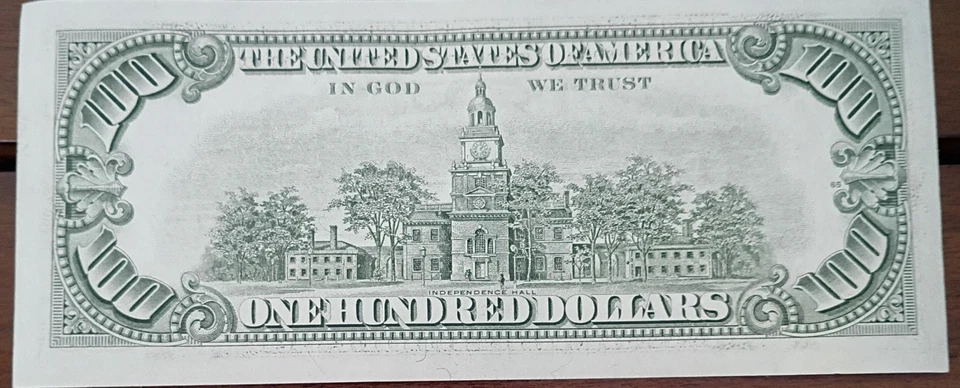 100 THE UNITED STATES OF AMERICA 100
IN GOD WE TRUST
INDEPENDENCE HALL
100 ONE HUNDRED DOLLARS 100